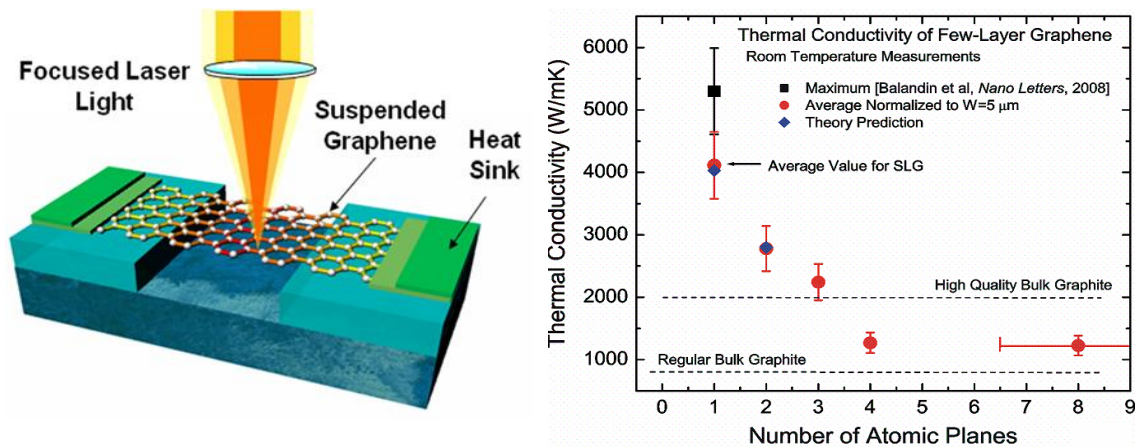 Focused Laser
Light
Suspended
Graphene
Heat
Sink
Thermal Conductivity of Few-Layer Graphene
Room Temperature Measurements
Maximum [Balandin et al, Nano Letters, 2008]
Average Normalized to W=5 μm
Theory Prediction
Average Value for SLG
High Quality Bulk Graphite
Regular Bulk Graphite
Thermal Conductivity (W/mK)
6000
5000
4000
3000
2000
1000
0 1 2 3 4 5 6 7 8 9
Number of Atomic Planes